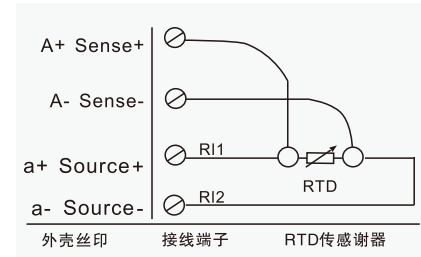 A+ Sense+
A- Sense-
RI1
a+ Source+
RTD
RI2
a- Source-
外壳丝印 接线端子 RTD传感谢器